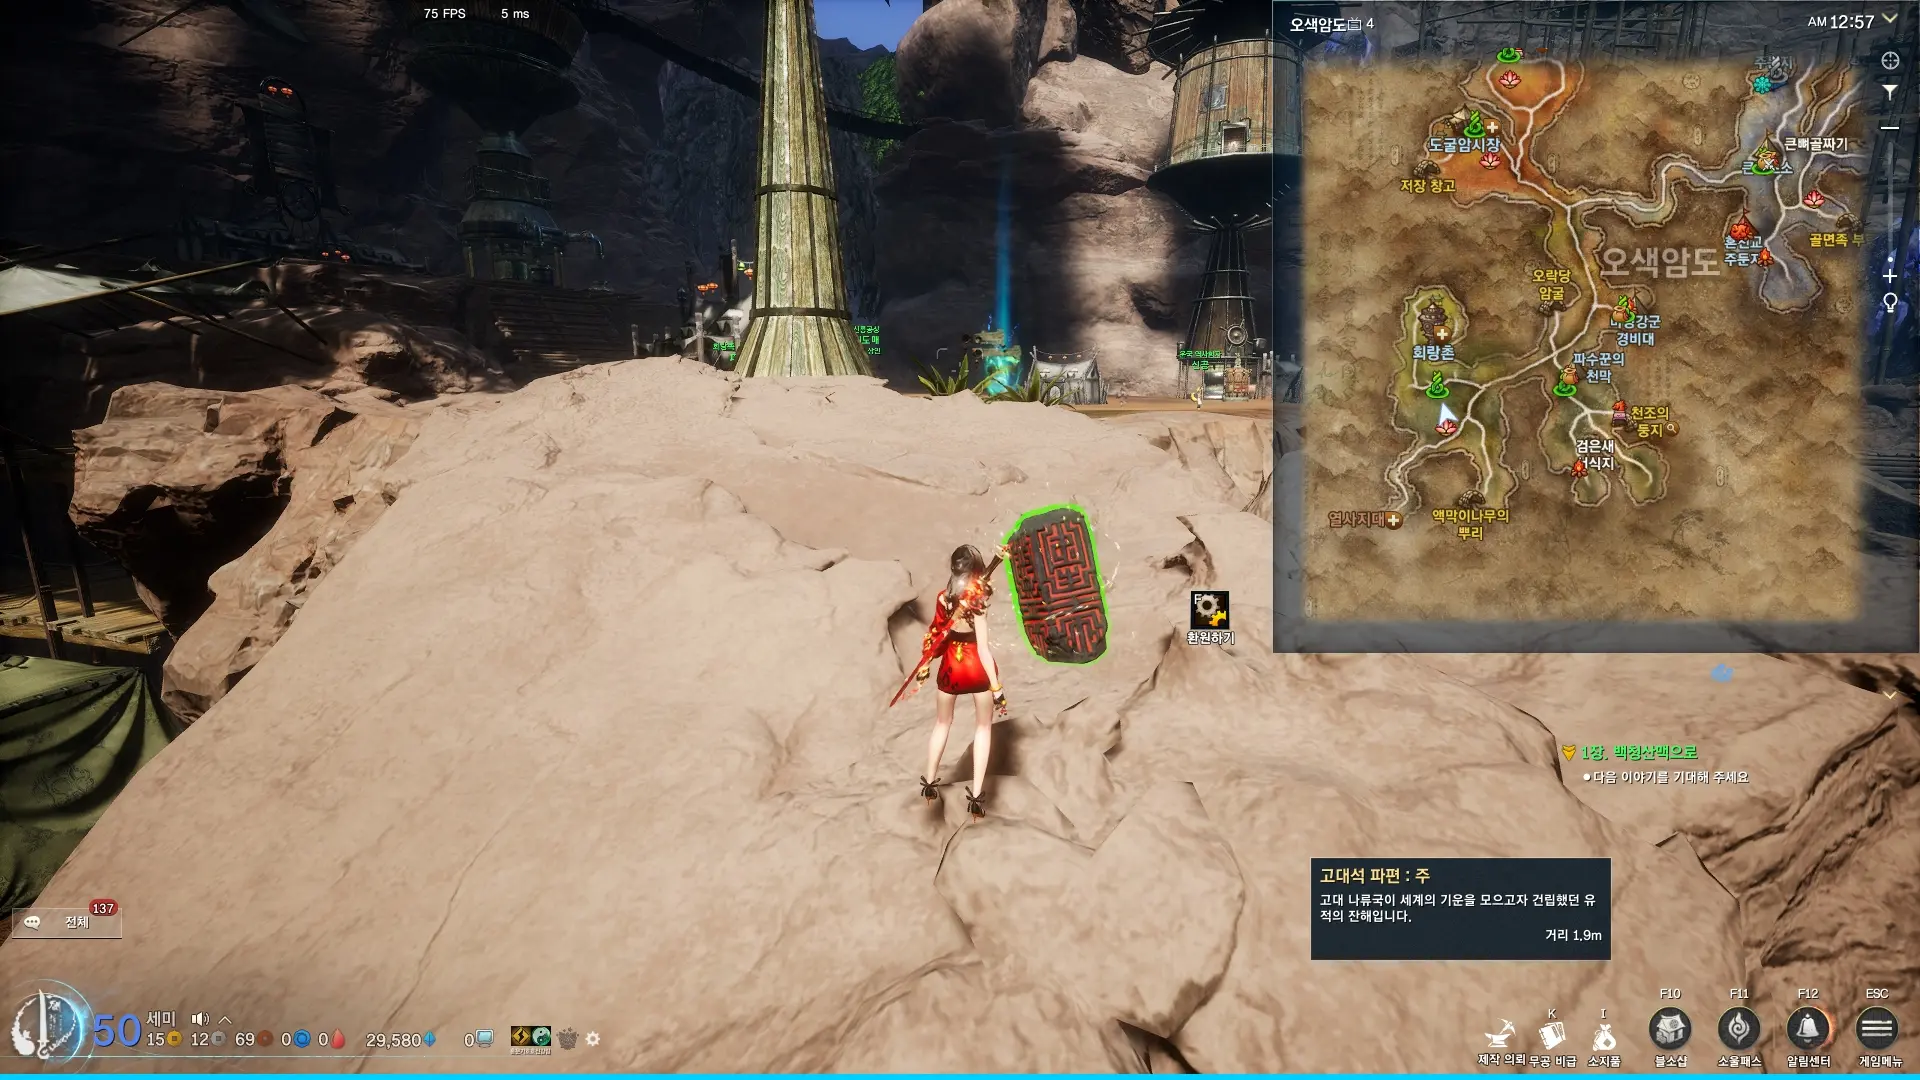 75 FPS 5 ms
오색암도 4
AM 12:57
도굴암시장
저장 창고
큰뼈골짜기
골면족 부
주둔지
오색암도
오락당
암굴
경비대
회랑촌
파수꾼의
천막
천조의
둥지
검은새
열사지대
액막이나무의
뿌리
도매
상인
F
환원하기
1장. 백청산맥으로
다음 이야기를 기대해 주세요
고대석 파편 : 주
고대 나류국이 세계의 기운을 모으고자 건립했던 유
적의 잔해입니다.
거리 1.9m
전체
137
50
세미
15 12 69 0 0 29,580 0
K I F10 F11 F12 ESC
제작 의뢰 무공 비급 소지품 블소샵 소울패스 알림센터 게임메뉴